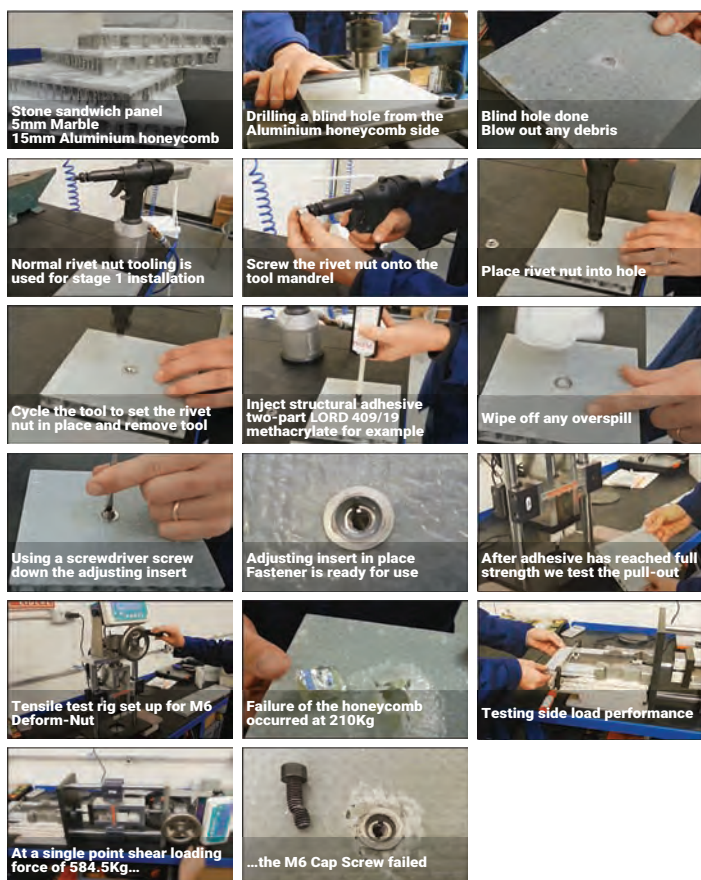 Stone sandwich panel
5mm Marble
15mm Aluminium honeycomb
Drilling a blind hole from the
Aluminium honeycomb side
Blind hole done
Blow out any debris
Normal rivet nut tooling is
used for stage 1 installation
Screw the rivet nut onto the
tool mandrel
Place rivet nut into hole
Cycle the tool to set the rivet
nut in place and remove tool
Inject structural adhesive
two-part LORD 409/19
methacrylate for example
Wipe off any overspill
Using a screwdriver screw
down the adjusting insert
Adjusting insert in place
Fastener is ready for use
After adhesive has reached full
strength we test the pull-out
Tensile test rig set up for M6
Deform-Nut
Failure of the honeycomb
occurred at 210Kg
Testing side load performance
At a single point shear loading
force of 584.5Kg...
...the M6 Cap Screw failed